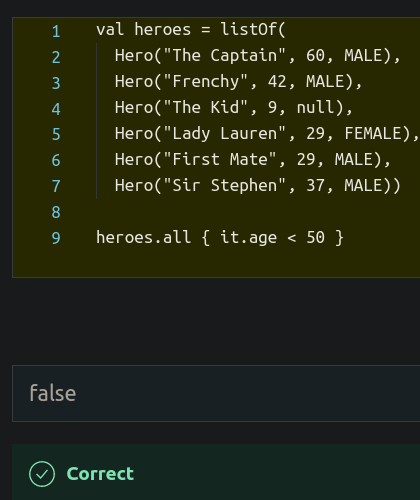 1 val heroes = listOf(
2   Hero("The Captain", 60, MALE),
3   Hero("Frenchy", 42, MALE),
4   Hero("The Kid", 9, null),
5   Hero("Lady Lauren", 29, FEMALE),
6   Hero("First Mate", 29, MALE),
7   Hero("Sir Stephen", 37, MALE))
8
9 heroes.all { it.age < 50 }
false
Correct